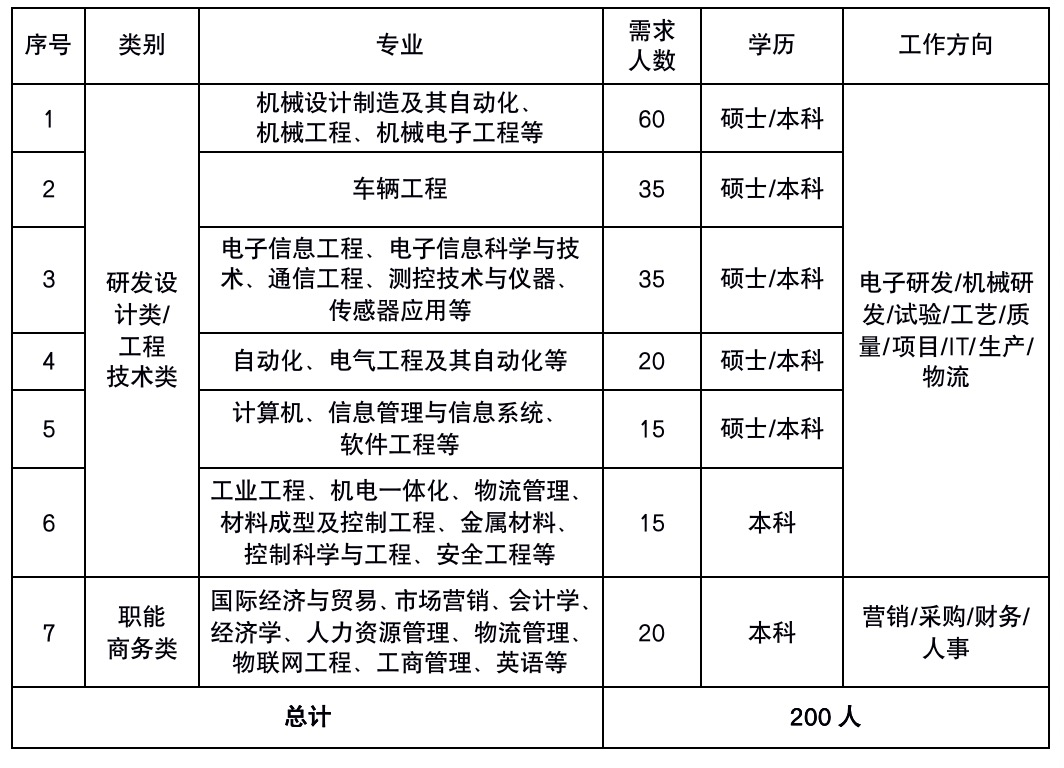 序号
类别
专业
需求
人数
学历
工作方向
1
机械设计制造及其自动化、
机械工程、机械电子工程等
60
硕士/本科
2
车辆工程
35
硕士/本科
3
电子信息工程、电子信息科学与技
术、通信工程、测控技术与仪器、
传感器应用等
35
硕士/本科
研发设
计类/
工程
技术类
电子研发/机械研
发/试验/工艺/质
量/项目/IT/生产/
物流
4
自动化、电气工程及其自动化等
20
硕士/本科
5
计算机、信息管理与信息系统、
软件工程等
15
硕士/本科
6
工业工程、机电一体化、物流管理、
材料成型及控制工程、金属材料、
控制科学与工程、安全工程等
15
本科
7
职能
商务类
国际经济与贸易、市场营销、会计学、
经济学、人力资源管理、物流管理、
物联网工程、工商管理、英语等
20
本科
营销/采购/财务/
人事
总计
200 人